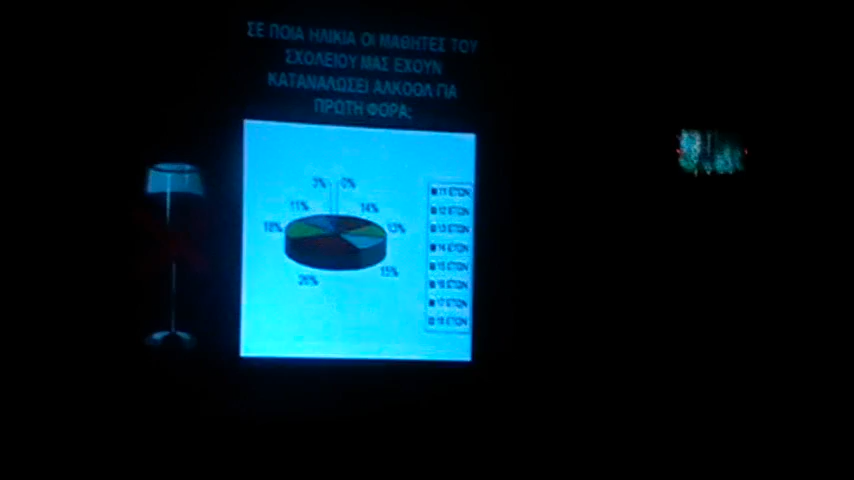 ΣΕ ΠΟΙΑ ΗΛΙΚΙΑ ΟΙ ΜΑΘΗΤΕΣ ΤΟΥ
ΣΧΟΛΕΙΟΥ ΜΑΣ ΕΧΟΥΝ
ΚΑΤΑΝΑΛΩΣΕΙ ΑΛΚΟΟΛ ΓΙΑ
ΠΡΩΤΗ ΦΟΡΑ;
3% 0%
11% 14%
18% 13%
15%
26%
11 ΕΤΩΝ
12 ΕΤΩΝ
13 ΕΤΩΝ
14 ΕΤΩΝ
15 ΕΤΩΝ
16 ΕΤΩΝ
17 ΕΤΩΝ
18 ΕΤΩΝ